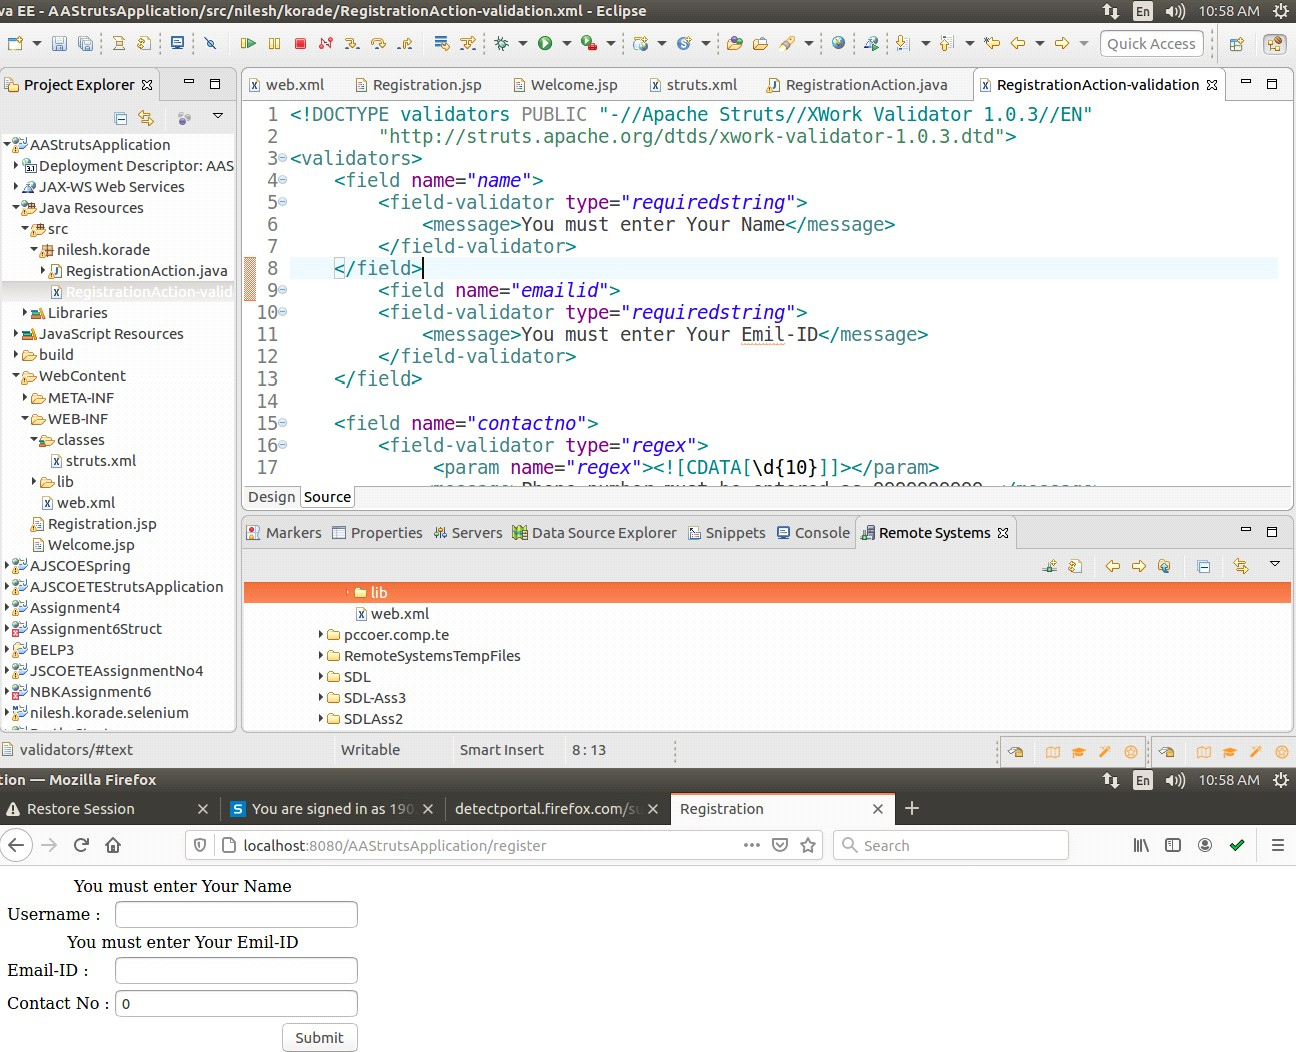 va EE - AAStrutsApplication/src/nilesh/korade/RegistrationAction-validation.xml - Eclipse
En 10:58 AM
Quick Access
Project Explorer
web.xml Registration.jsp Welcome.jsp struts.xml RegistrationAction.java RegistrationAction-validation
AAStrutsApplication
Deployment Descriptor: AAS
JAX-WS Web Services
Java Resources
src
nilesh.korade
RegistrationAction.java
RegistrationAction-valid
Libraries
JavaScript Resources
build
WebContent
META-INF
WEB-INF
classes
struts.xml
lib
web.xml
Registration.jsp
Welcome.jsp
AJSCOESpring
AJSCOETEStrutsApplication
Assignment4
Assignment6Struct
BELP3
JSCOETEAssignmentNo4
NBKAssignment6
nilesh.korade.selenium
1 <!DOCTYPE validators PUBLIC "-//Apache Struts//XWork Validator 1.0.3//EN"
2 "http://struts.apache.org/dtds/xwork-validator-1.0.3.dtd">
3 <validators>
4 <field name="name">
5 <field-validator type="requiredstring">
6 <message>You must enter Your Name</message>
7 </field-validator>
8 </field>
9 <field name="emailid">
10 <field-validator type="requiredstring">
11 <message>You must enter Your Emil-ID</message>
12 </field-validator>
13 </field>
14
15 <field name="contactno">
16 <field-validator type="regex">
17 <param name="regex"><![CDATA[\d{10}]]></param>
Design Source
Markers Properties Servers Data Source Explorer Snippets Console Remote Systems
lib
web.xml
pccoer.comp.te
RemoteSystemsTempFiles
SDL
SDL-Ass3
SDLAss2
validators/#text Writable Smart Insert 8 : 13
tion — Mozilla Firefox En 10:58 AM
Restore Session You are signed in as 190 detectportal.firefox.com/su Registration
localhost:8080/AAStrutsApplication/register Search
You must enter Your Name
Username :
You must enter Your Emil-ID
Email-ID :
Contact No : 0
Submit